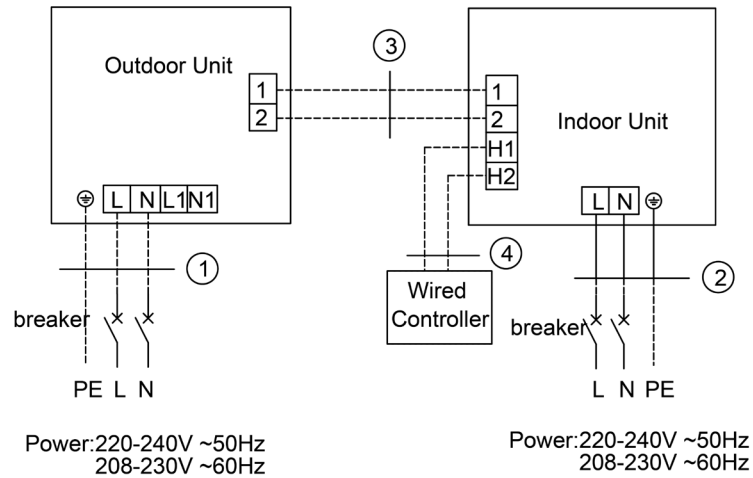 Outdoor Unit
1
2
L N L1 N1
1
breaker
PE L N
Power:220-240V ~50Hz
208-230V ~60Hz
3
1
2
H1
H2
Indoor Unit
L N
4
Wired
Controller
2
breaker
L N PE
Power:220-240V ~50Hz
208-230V ~60Hz